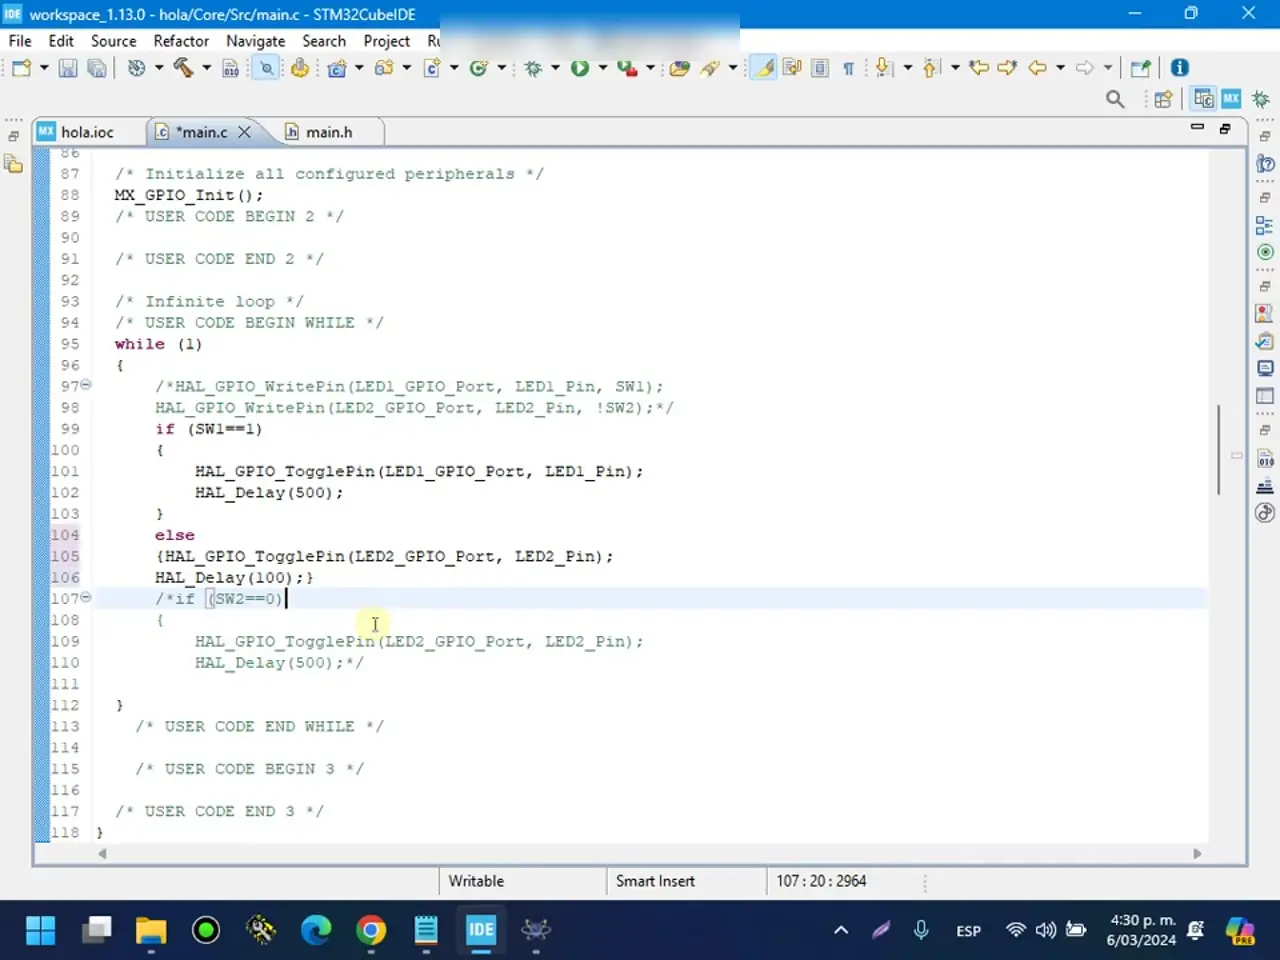 IDE workspace_1.13.0 - hola/Core/Src/main.c - STM32CubeIDE
File Edit Source Refactor Navigate Search Project Ru
MX hola.ioc *main.c main.h
86
87 /* Initialize all configured peripherals */
88 MX_GPIO_Init();
89 /* USER CODE BEGIN 2 */
90
91 /* USER CODE END 2 */
92
93 /* Infinite loop */
94 /* USER CODE BEGIN WHILE */
95 while (1)
96 {
97 /*HAL_GPIO_WritePin(LED1_GPIO_Port, LED1_Pin, SW1);
98 HAL_GPIO_WritePin(LED2_GPIO_Port, LED2_Pin, !SW2);*/
99 if (SW1==1)
100 {
101 HAL_GPIO_TogglePin(LED1_GPIO_Port, LED1_Pin);
102 HAL_Delay(500);
103 }
104 else
105 {HAL_GPIO_TogglePin(LED2_GPIO_Port, LED2_Pin);
106 HAL_Delay(100);}
107 /*if (SW2==0)
108 {
109 HAL_GPIO_TogglePin(LED2_GPIO_Port, LED2_Pin);
110 HAL_Delay(500);*/
111
112 }
113 /* USER CODE END WHILE */
114
115 /* USER CODE BEGIN 3 */
116
117 /* USER CODE END 3 */
118 }
Writable Smart Insert 107 : 20 : 2964
IDE ESP 4:30 p. m.
6/03/2024
PRE